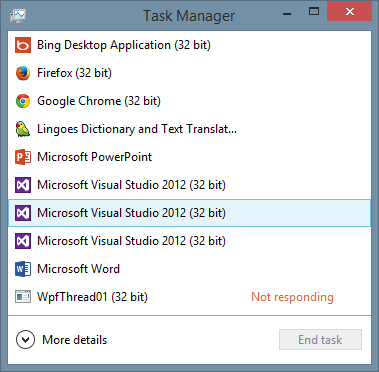 Task Manager
Bing Desktop Application (32 bit)
Firefox (32 bit)
Google Chrome (32 bit)
Lingoes Dictionary and Text Translat...
Microsoft PowerPoint
Microsoft Visual Studio 2012 (32 bit)
Microsoft Visual Studio 2012 (32 bit)
Microsoft Visual Studio 2012 (32 bit)
Microsoft Word
WpfThread01 (32 bit) Not responding
More details End task